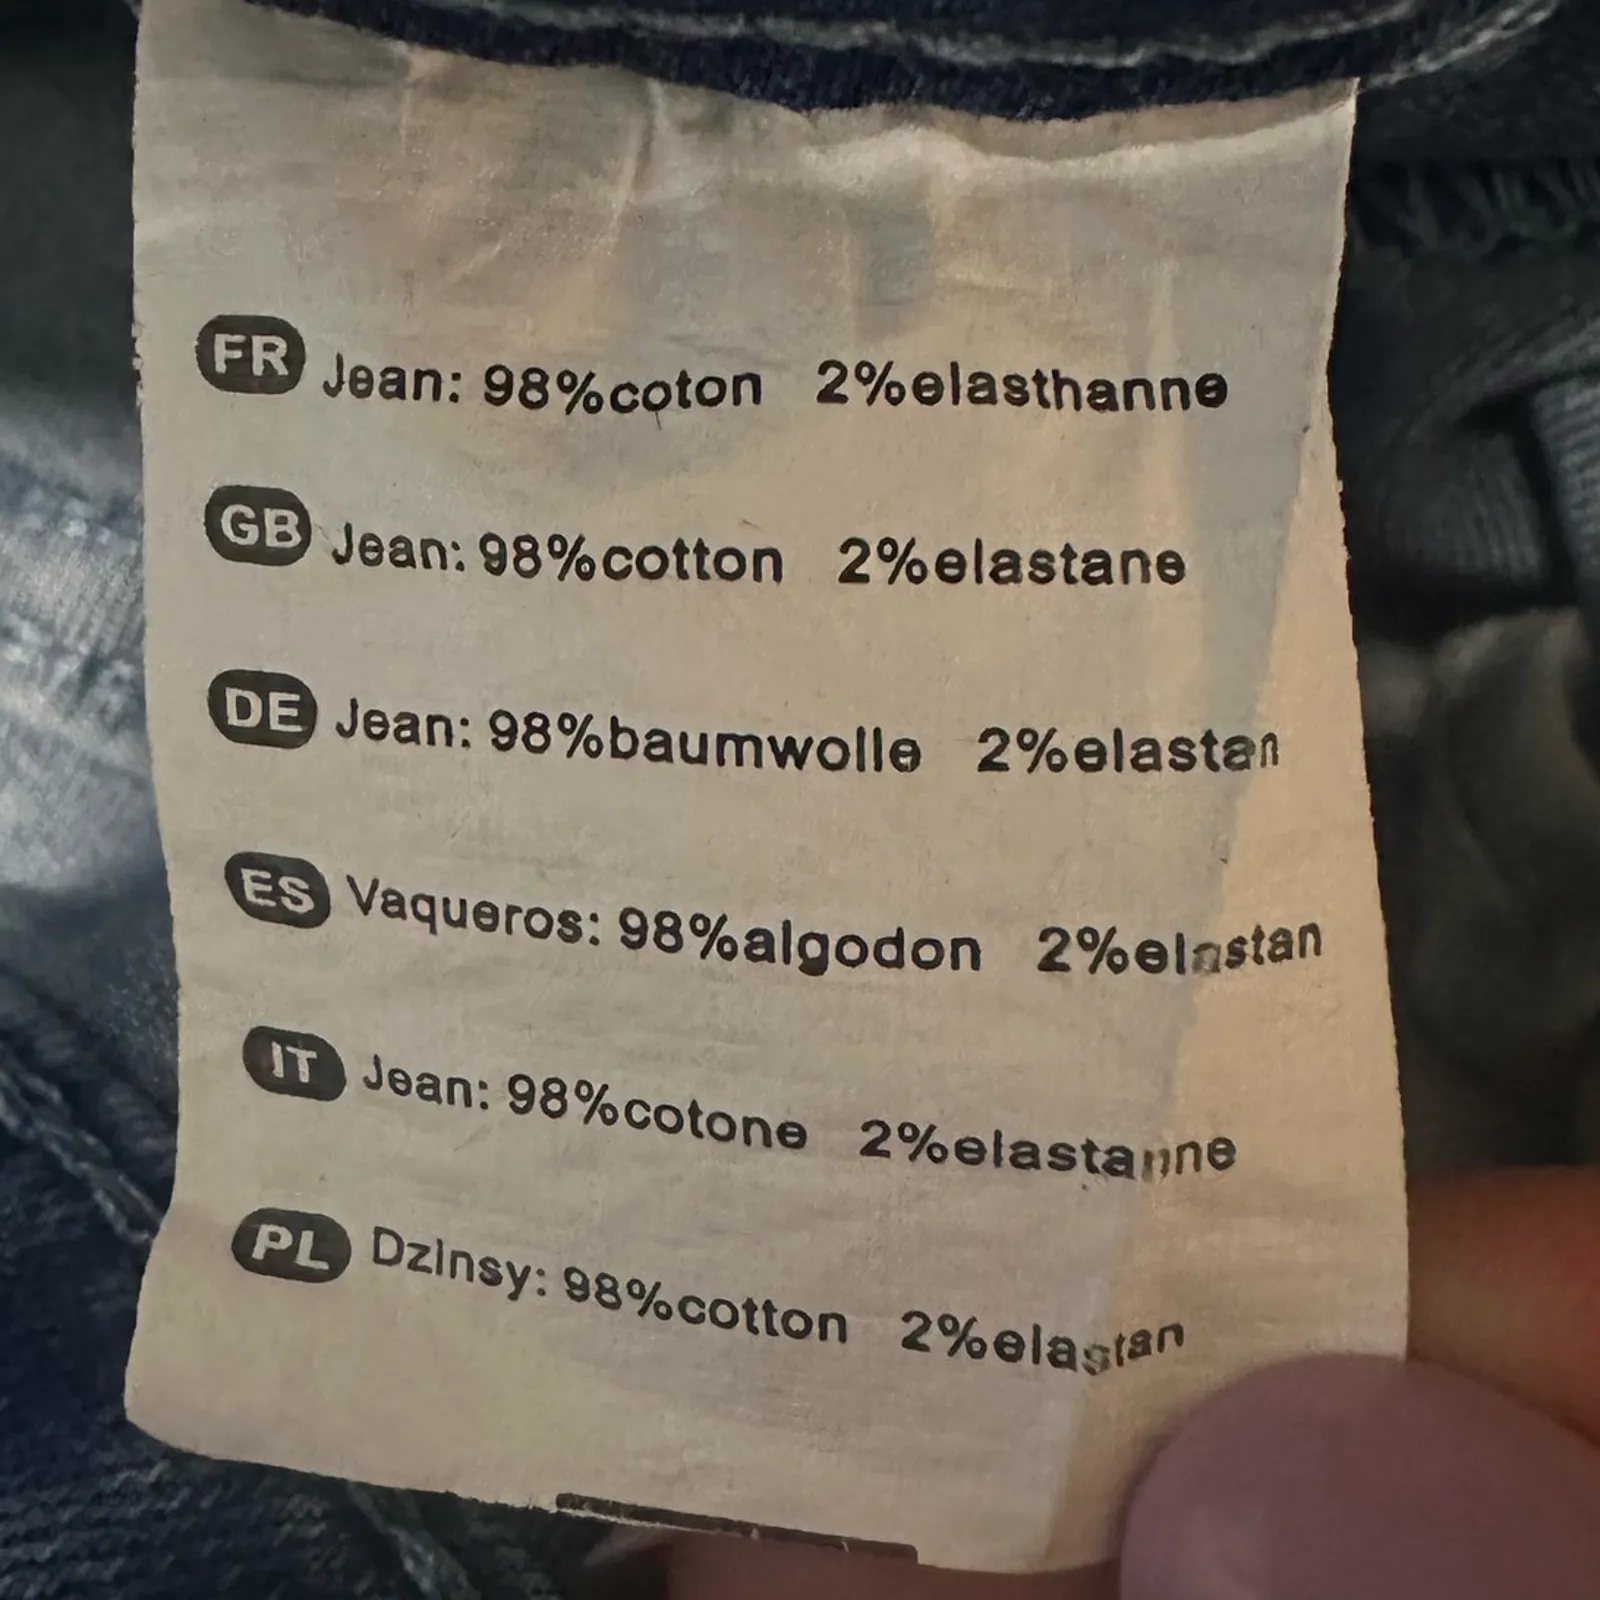 FR Jean: 98%coton 2%elasthanne
GB Jean: 98%cotton 2%elastane
DE Jean: 98%baumwolle 2%elastan
ES Vaqueros: 98%algodon 2%elastan
IT Jean: 98%cotone 2%elastanne
PL Dzinsy: 98%cotton 2%elastan